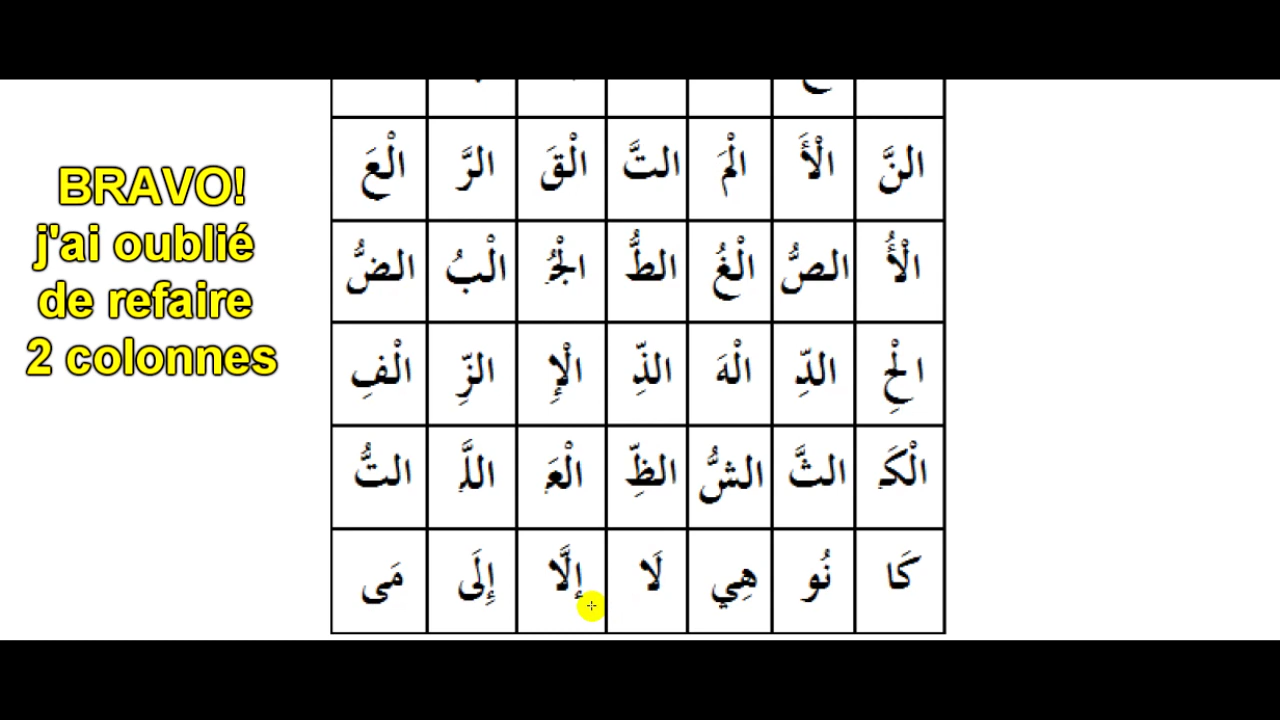 BRAVO!
j'ai oublié
de refaire
2 colonnes
النَّ الْأَ الْمَ التَّ الْقَ الرَّ الْعَ
الْأُ الصُّ الْغُ الطُّ الْجُ الْبُ الضُّ
الْحِ الدِّ الْهَ الذِّ الْإِ الزِّ الْفِ
الْكَ الثَّ الشُّ الظِّ الْعَ اللَّ التُّ
كَا نُو هِي لَا إِلَّا إِلَى مَى